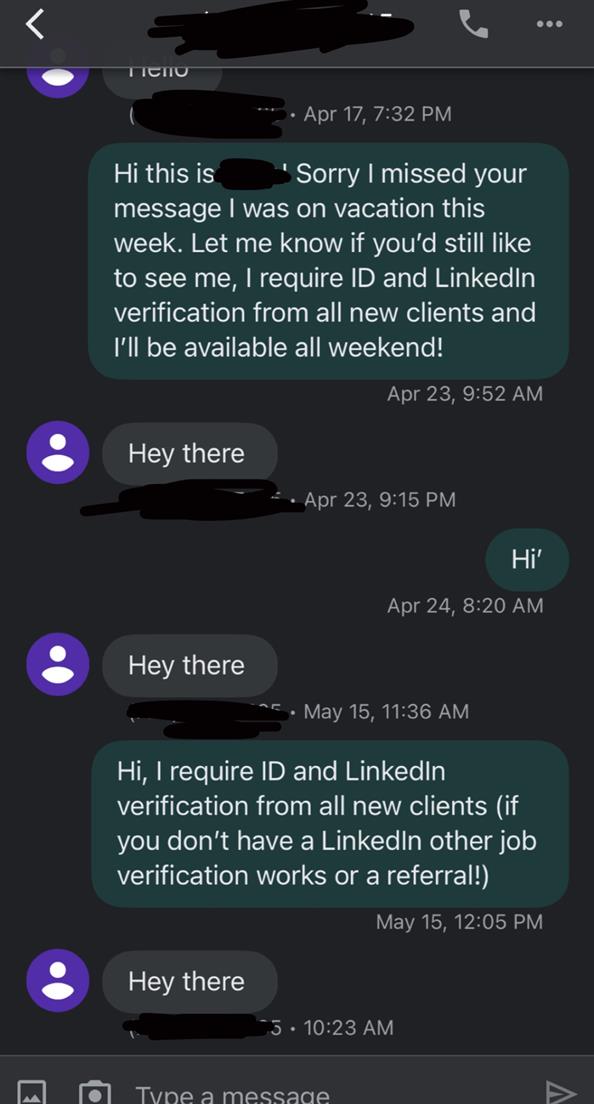 Hello
Apr 17, 7:32 PM
Hi this is ! Sorry I missed your
message I was on vacation this
week. Let me know if you’d still like
to see me, I require ID and LinkedIn
verification from all new clients and
I’ll be available all weekend!
Apr 23, 9:52 AM
Hey there
• Apr 23, 9:15 PM
Hi’
Apr 24, 8:20 AM
Hey there
• May 15, 11:36 AM
Hi, I require ID and LinkedIn
verification from all new clients (if
you don’t have a LinkedIn other job
verification works or a referral!)
May 15, 12:05 PM
Hey there
5 • 10:23 AM
Type a message